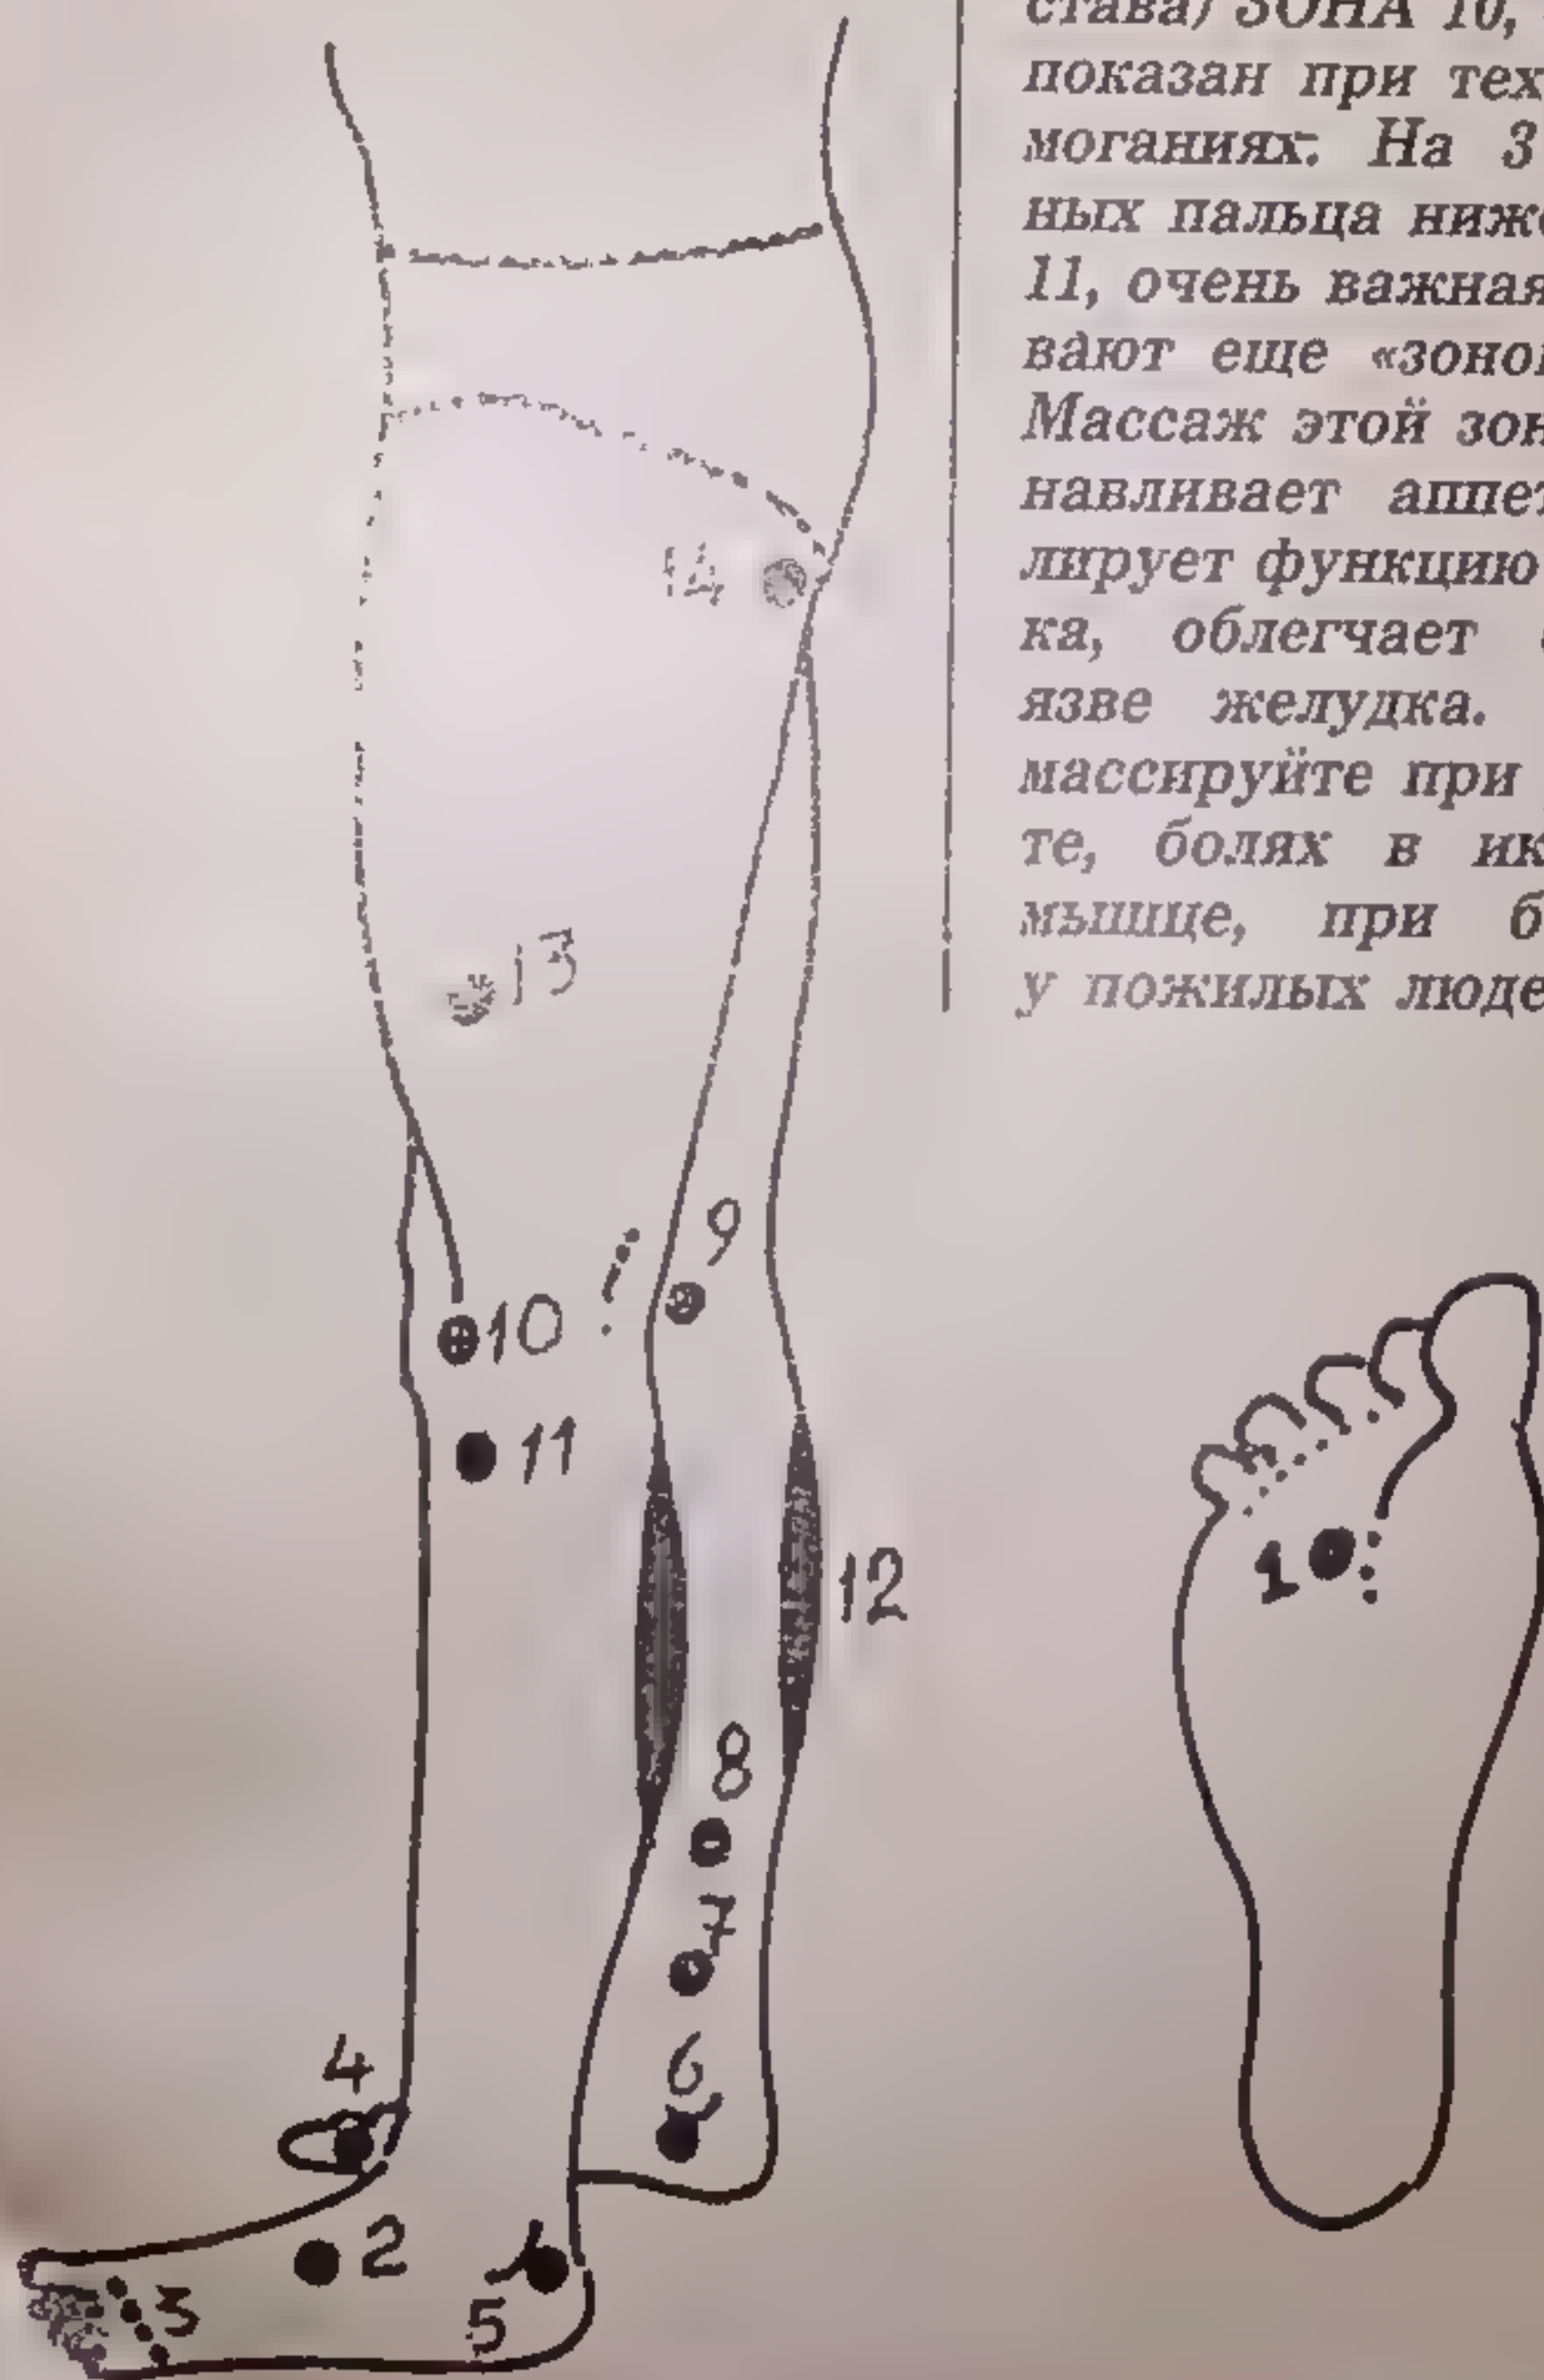 става) ЗОНА 10,
показан при тех
моганиях. На 3
ных пальца ниже
11, очень важная
вают еще «зоной
Массаж этой зон
навливает аппет
лирует функцию
ка, облегчает
язве желудка.
массируйте при
те, болях в ик
мышце, при б
у пожилых люде
14
13
9
10
11
12
1
8
7
6
4
2
3
5